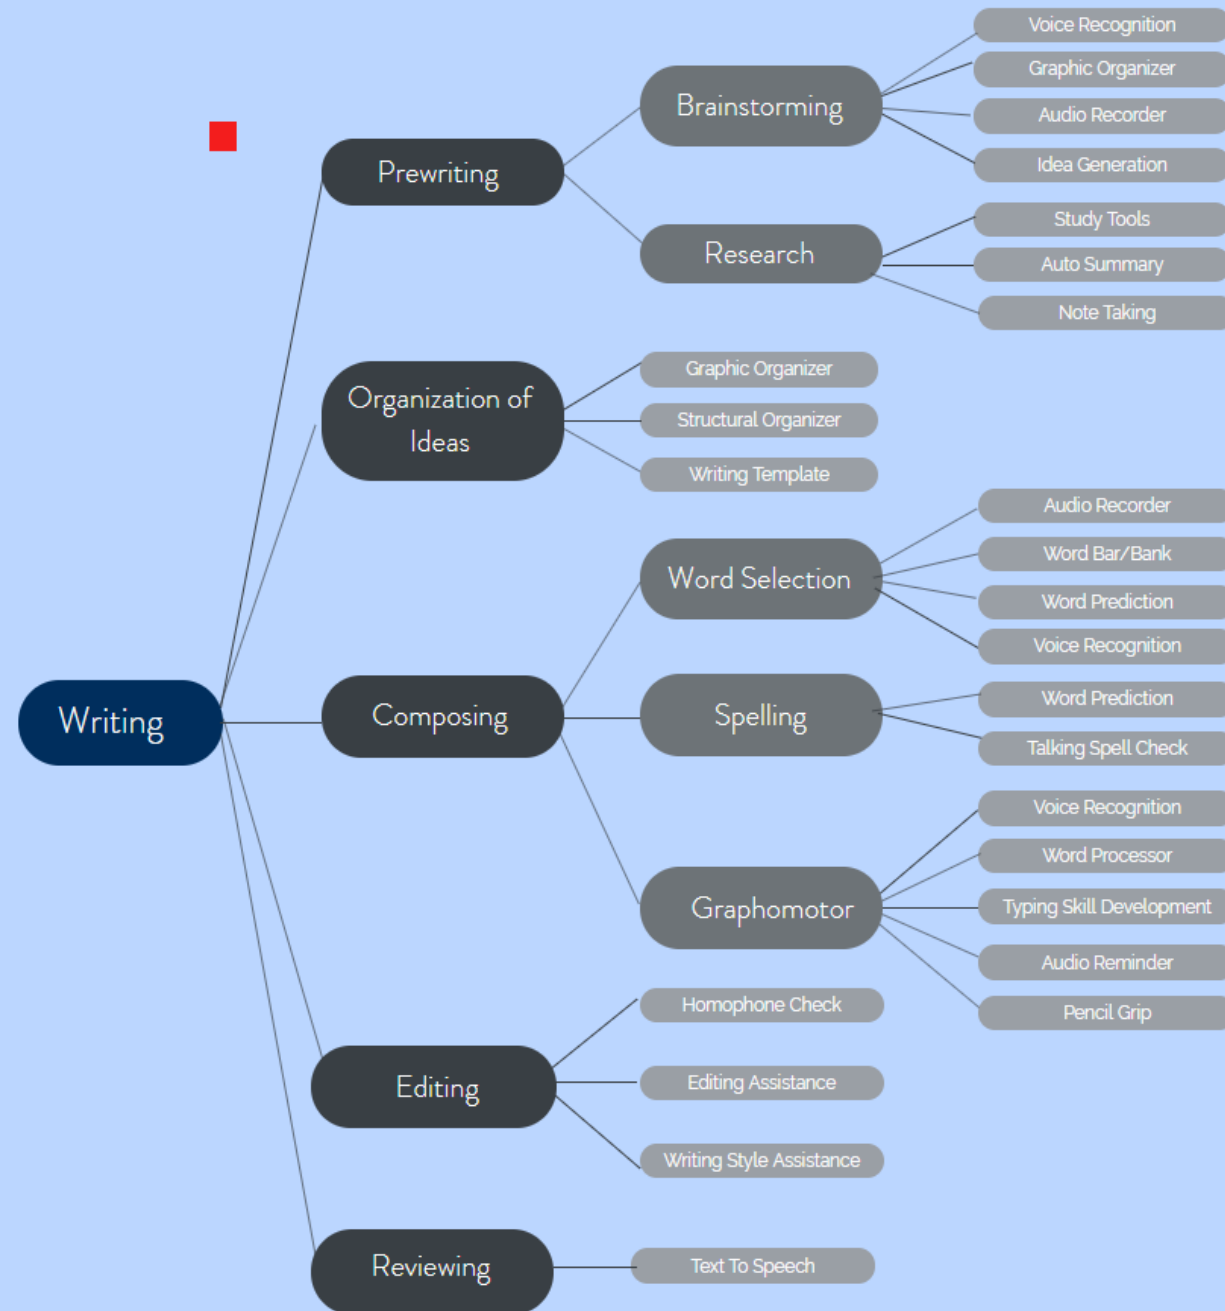 Writing
Prewriting
Brainstorming
Voice Recognition
Graphic Organizer
Audio Recorder
Idea Generation
Research
Study Tools
Auto Summary
Note Taking
Organization of
Ideas
Graphic Organizer
Structural Organizer
Writing Template
Composing
Word Selection
Audio Recorder
Word Bar/Bank
Word Prediction
Voice Recognition
Spelling
Word Prediction
Talking Spell Check
Graphomotor
Voice Recognition
Word Processor
Typing Skill Development
Audio Reminder
Pencil Grip
Editing
Homophone Check
Editing Assistance
Writing Style Assistance
Reviewing
Text To Speech